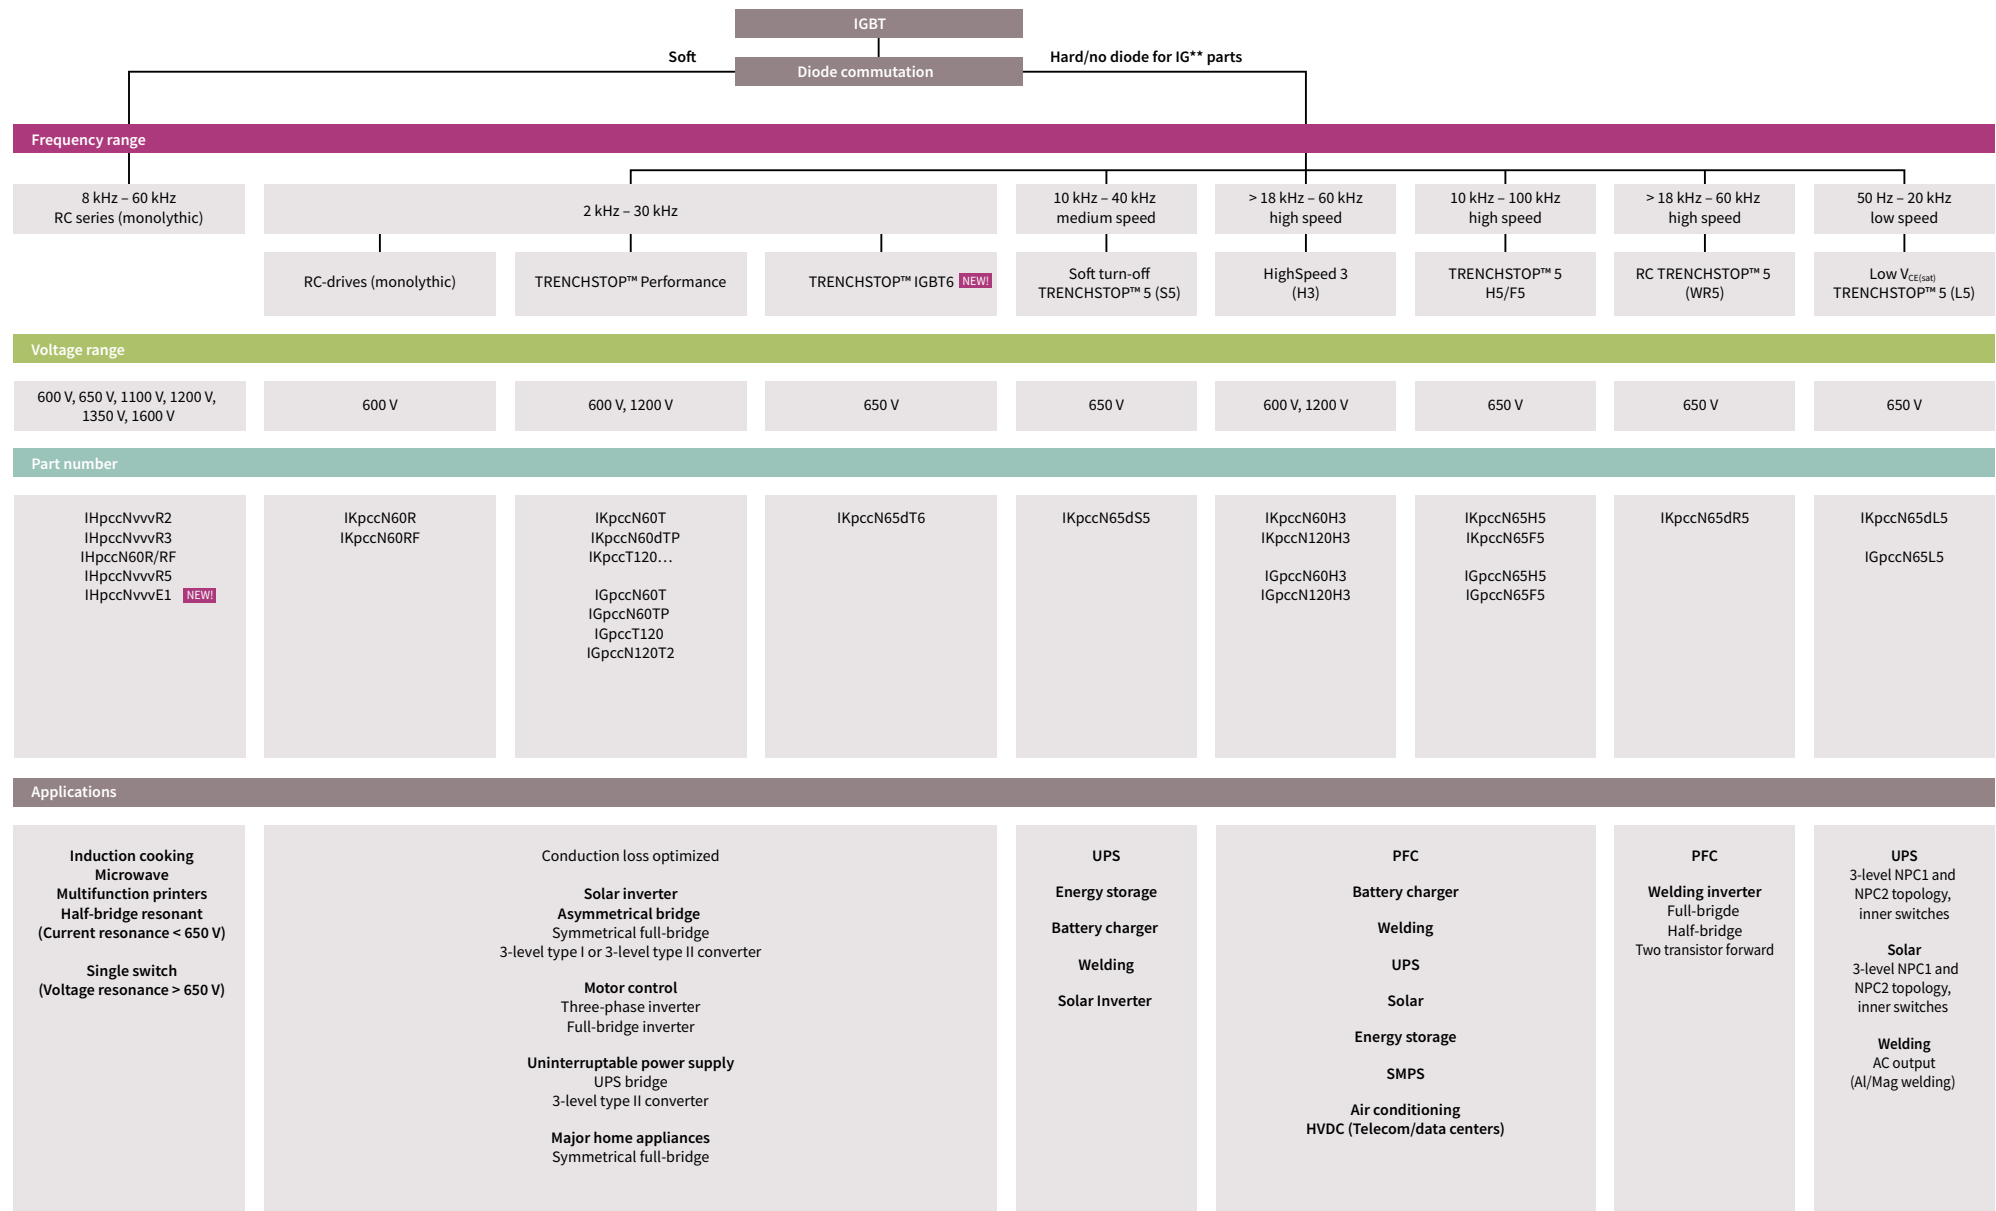 IGBT
Soft
Hard/no diode for IG** parts
Diode commutation
Frequency range
8 kHz – 60 kHz
RC series (monolythic)
2 kHz – 30 kHz
10 kHz – 40 kHz
medium speed
> 18 kHz – 60 kHz
high speed
10 kHz – 100 kHz
high speed
> 18 kHz – 60 kHz
high speed
50 Hz – 20 kHz
low speed
RC-drives (monolythic)
TRENCHSTOP™ Performance
TRENCHSTOP™ IGBT6 NEW!
Soft turn-off
TRENCHSTOP™ 5 (S5)
HighSpeed 3
(H3)
TRENCHSTOP™ 5
H5/F5
RC TRENCHSTOP™ 5
(WR5)
Low VCE(sat)
TRENCHSTOP™ 5 (L5)
Voltage range
600 V, 650 V, 1100 V, 1200 V,
1350 V, 1600 V
600 V
600 V, 1200 V
650 V
650 V
600 V, 1200 V
650 V
650 V
650 V
Part number
IHpccNvvvR2
IHpccNvvvR3
IHpccN60R/RF
IHpccNvvvR5
IHpccNvvvE1 NEW!
IKpccN60R
IKpccN60RF
IKpccN60T
IKpccN60dTP
IKpccT120…
IGpccN60T
IGpccN60TP
IGpccT120
IGpccN120T2
IKpccN65dT6
IKpccN65dS5
IKpccN60H3
IKpccN120H3
IGpccN60H3
IGpccN120H3
IKpccN65H5
IKpccN65F5
IGpccN65H5
IGpccN65F5
IKpccN65dR5
IKpccN65dL5
IGpccN65L5
Applications
Induction cooking
Microwave
Multifunction printers
Half-bridge resonant
(Current resonance < 650 V)
Single switch
(Voltage resonance > 650 V)
Conduction loss optimized
Solar inverter
Asymmetrical bridge
Symmetrical full-bridge
3-level type I or 3-level type II converter
Motor control
Three-phase inverter
Full-bridge inverter
Uninterruptable power supply
UPS bridge
3-level type II converter
Major home appliances
Symmetrical full-bridge
UPS
Energy storage
Battery charger
Welding
Solar Inverter
PFC
Battery charger
Welding
UPS
Solar
Energy storage
SMPS
Air conditioning
HVDC (Telecom/data centers)
PFC
Welding inverter
Full-brigde
Half-bridge
Two transistor forward
UPS
3-level NPC1 and
NPC2 topology,
inner switches
Solar
3-level NPC1 and
NPC2 topology,
inner switches
Welding
AC output
(Al/Mag welding)